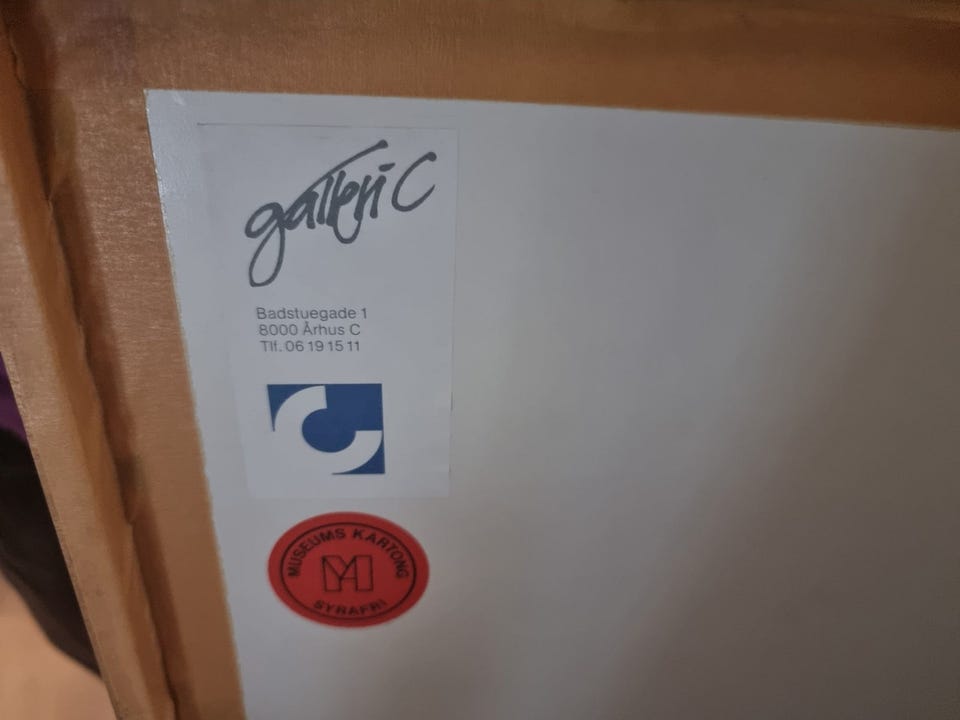 galleri C
Badstuegade 1
8000 Århus C
Tlf. 06 19 15 11
MUSEUMS KARTONG
SYRAFRI